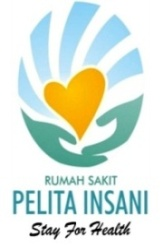 RUMAH SAKIT
PELITA INSANI
Stay For Health